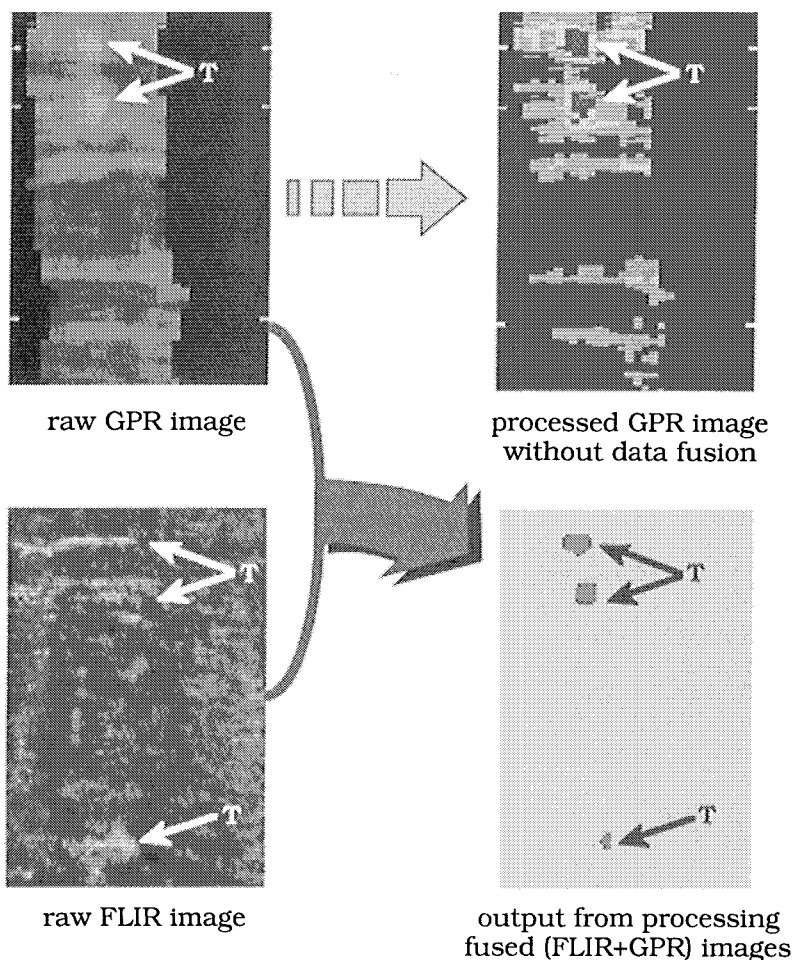 T
T
raw GPR image
processed GPR image
without data fusion
T
T
T
T
raw FLIR image
output from processing
fused (FLIR+GPR) images